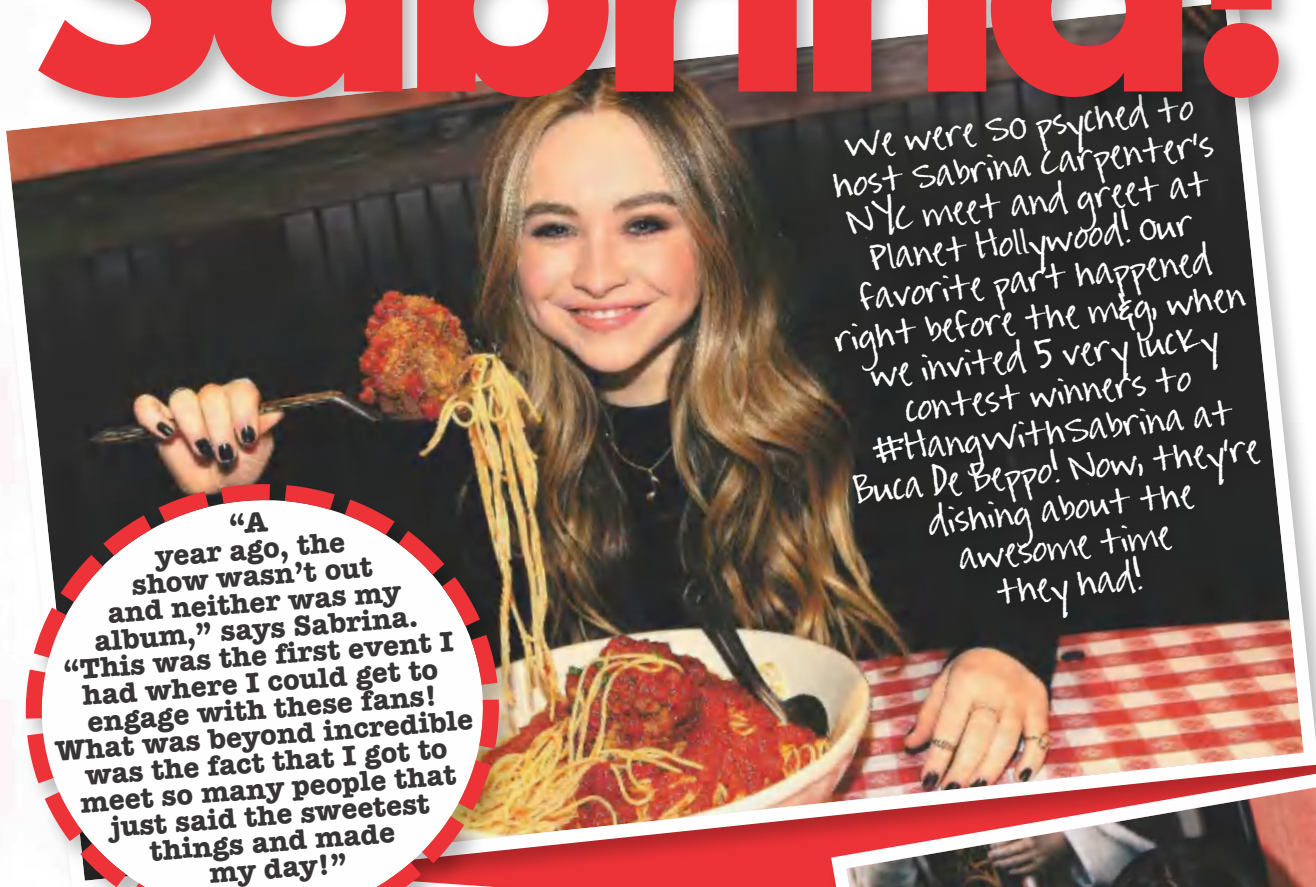 Sabrina!
We were SO psyched to
host Sabrina Carpenter's
NYC meet and greet at
Planet Hollywood! Our
favorite part happened
right before the m&g, when
we invited 5 very lucky
contest winners to
#HangWithSabrina at
Buca De Beppo! Now, they're
dishing about the
awesome time
they had!
“A
year ago, the
show wasn’t out
and neither was my
album,” says Sabrina.
“This was the first event I
had where I could get to
engage with these fans!
What was beyond incredible
was the fact that I got to
meet so many people that
just said the sweetest
things and made
my day!”